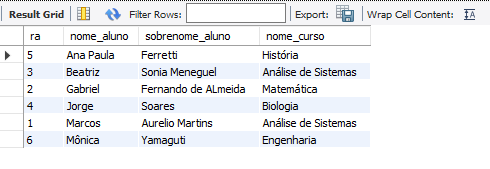 Result Grid Filter Rows: Export: Wrap Cell Content:
ra nome_aluno sobrenome_aluno nome_curso
5 Ana Paula Ferretti História
3 Beatriz Sonia Meneguel Análise de Sistemas
2 Gabriel Fernando de ALmeida Matemática
4 Jorge Soares Biologia
1 Marcos Aurelio Martins Análise de Sistemas
6 Mônica Yamaguti Engenharia